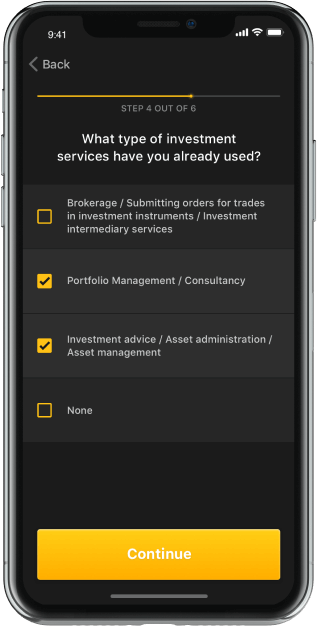 9:41
Back
STEP 4 OUT OF 6
What type of investment
services have you already used?
Brokerage / Submitting orders for trades
in investment instruments / Investment
intermediary services
Portfolio Management / Consultancy
Investment advice / Asset administration /
Asset management
None
Continue